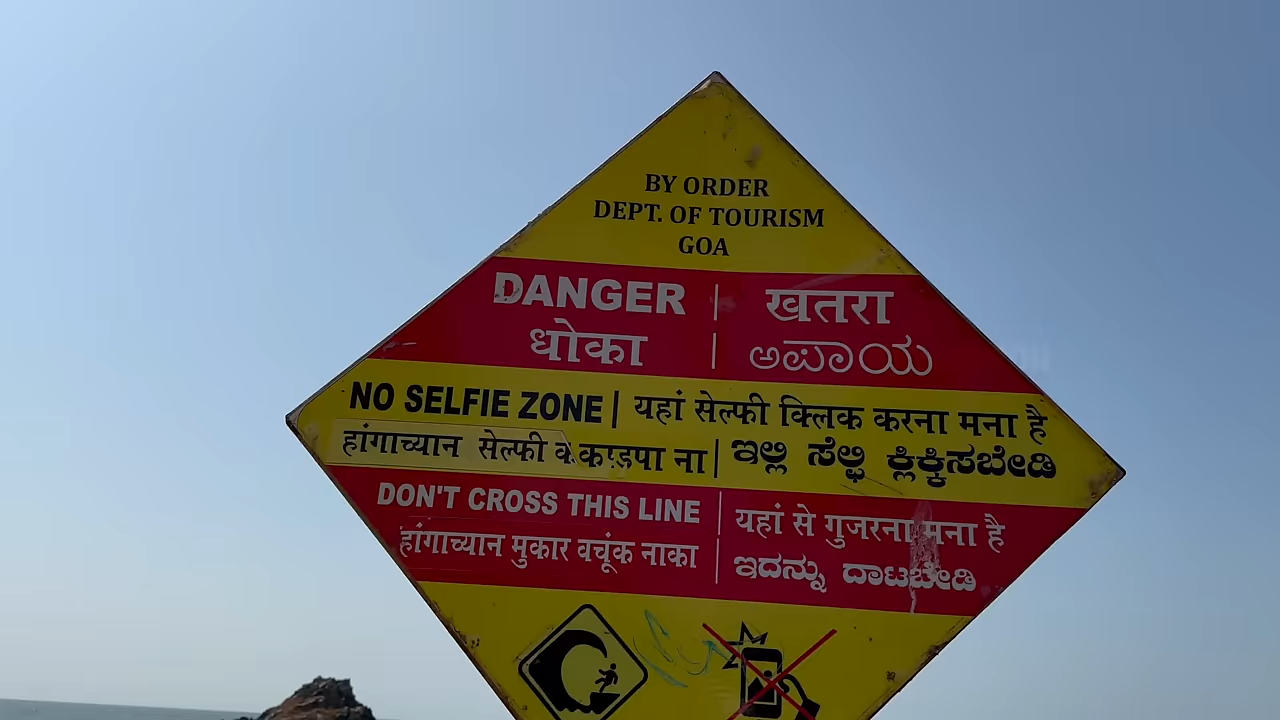 BY ORDER
DEPT. OF TOURISM
GOA
DANGER | खतरा
धोका | ಅಪಾಯ
NO SELFIE ZONE | यहां सेल्फी क्लिक करना मना है
हांगाच्यान सेल्फी काडपा ना | ಇಲ್ಲಿ ಸೆಲ್ಫಿ ಕ್ಲಿಕ್ಕಿಸಬೇಡಿ
DON'T CROSS THIS LINE | यहां से गुजरना मना है
हांगाच्यान मुकार वचूंक नाका | ಇದನ್ನು ದಾಟಬೇಡಿ